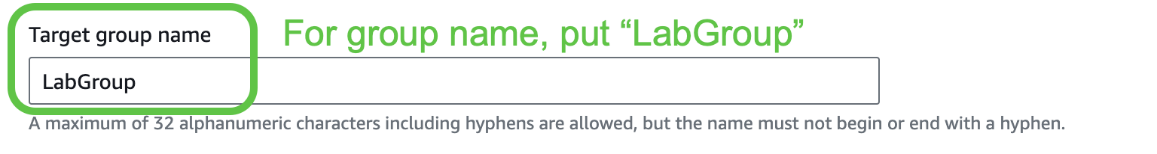 Target group name
For group name, put “LabGroup”
LabGroup
A maximum of 32 alphanumeric characters including hyphens are allowed, but the name must not begin or end with a hyphen.